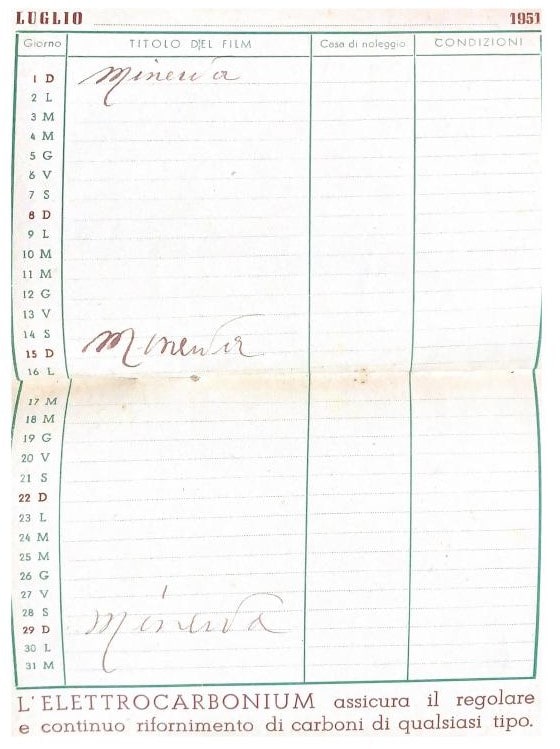 LUGLIO 1951
Giorno TITOLO DEL FILM Casa di noleggio CONDIZIONI
1 D Minerva
2 L
3 M
4 M
5 G
6 V
7 S
8 D
9 L
10 M
11 M
12 G
13 V
14 S
15 D Minerva
16 L
17 M
18 M
19 G
20 V
21 S
22 D
23 L
24 M
25 M
26 G
27 V
28 S
29 D Minerva
30 L
31 M
L'ELETTROCARBONIUM assicura il regolare
e continuo rifornimento di carboni di qualsiasi tipo.